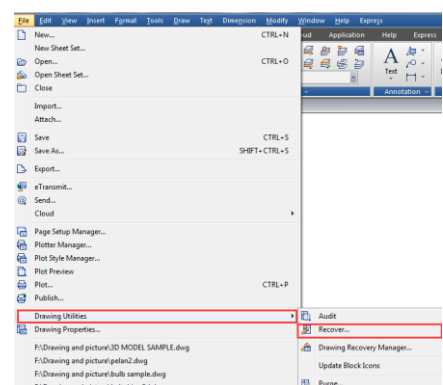 File Edit View Insert Format Tools Draw Text Dimension Modify Window Help Express
New... CTRL+N
Application Help Express
New Sheet Set...
Open... CTRL+O
Open Sheet Set...
Text
Close
Annotation
Import...
Attach...
Save CTRL+S
Save As... SHIFT+CTRL+S
Export...
eTransmit...
Send...
Cloud
Page Setup Manager...
Plotter Manager...
Plot Style Manager...
Plot Preview
Plot... CTRL+P
Publish...
Drawing Utilities
Audit
Drawing Properties...
Recover...
F:\Drawing and picture\3D MODEL SAMPLE.dwg
Drawing Recovery Manager...
F:\Drawing and picture\pelan2.dwg
Update Block Icons
F:\Drawing and picture\bulb sample.dwg
Purge...